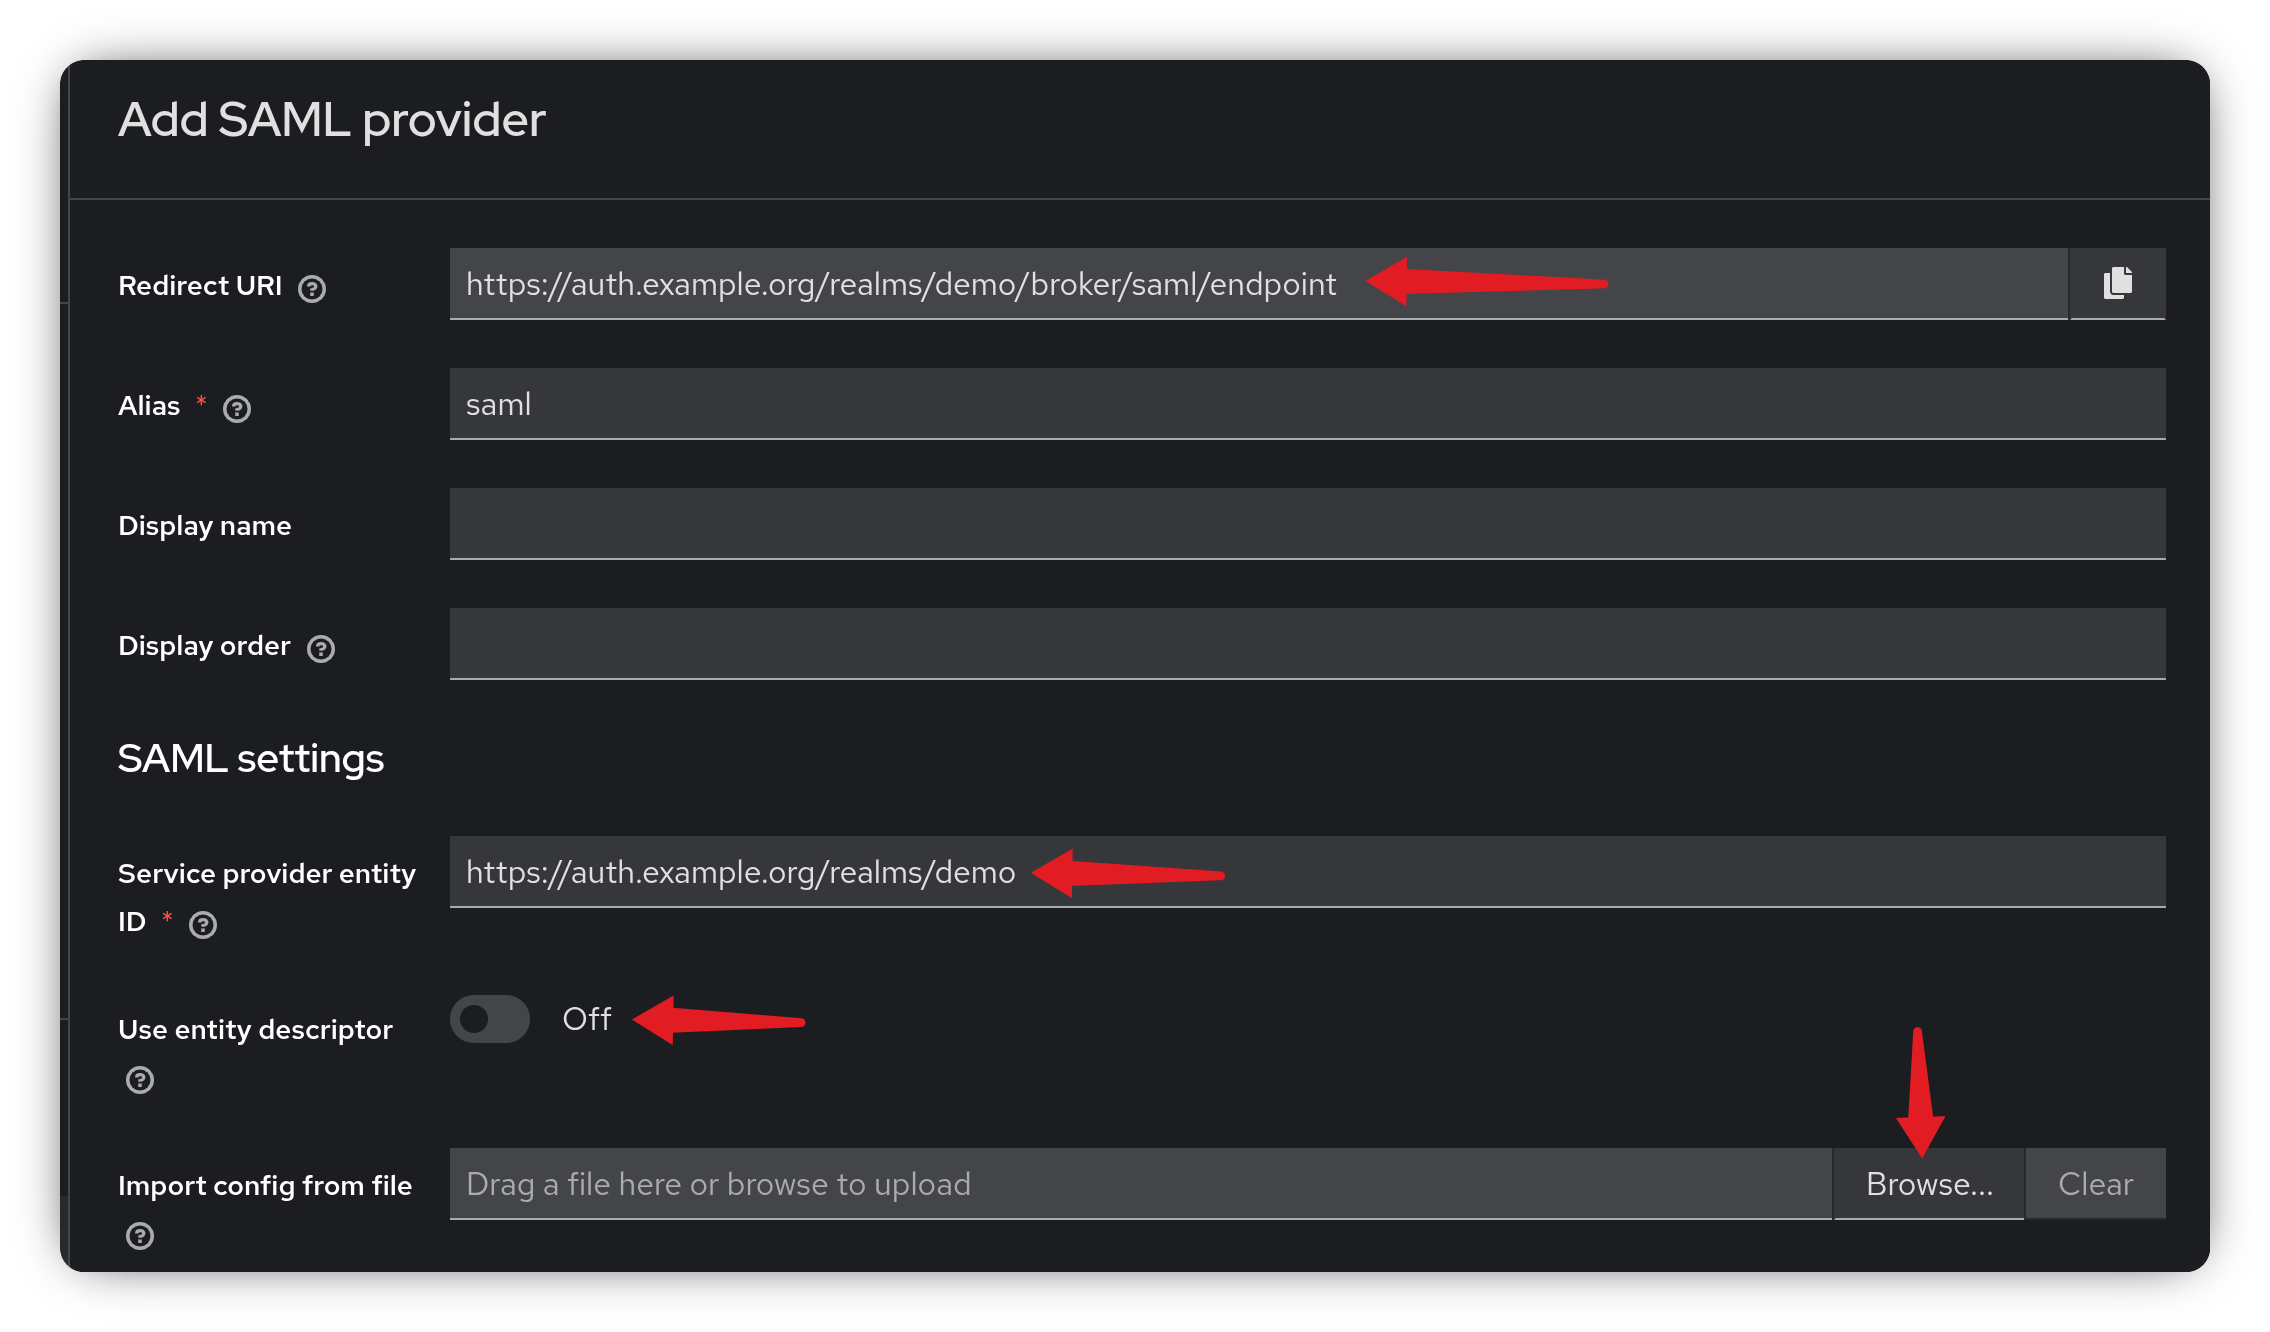 Add SAML provider
Redirect URI
https://auth.example.org/realms/demo/broker/saml/endpoint
Alias *
saml
Display name
Display order
SAML settings
Service provider entity
ID *
https://auth.example.org/realms/demo
Use entity descriptor
Off
Import config from file
Drag a file here or browse to upload
Browse...
Clear